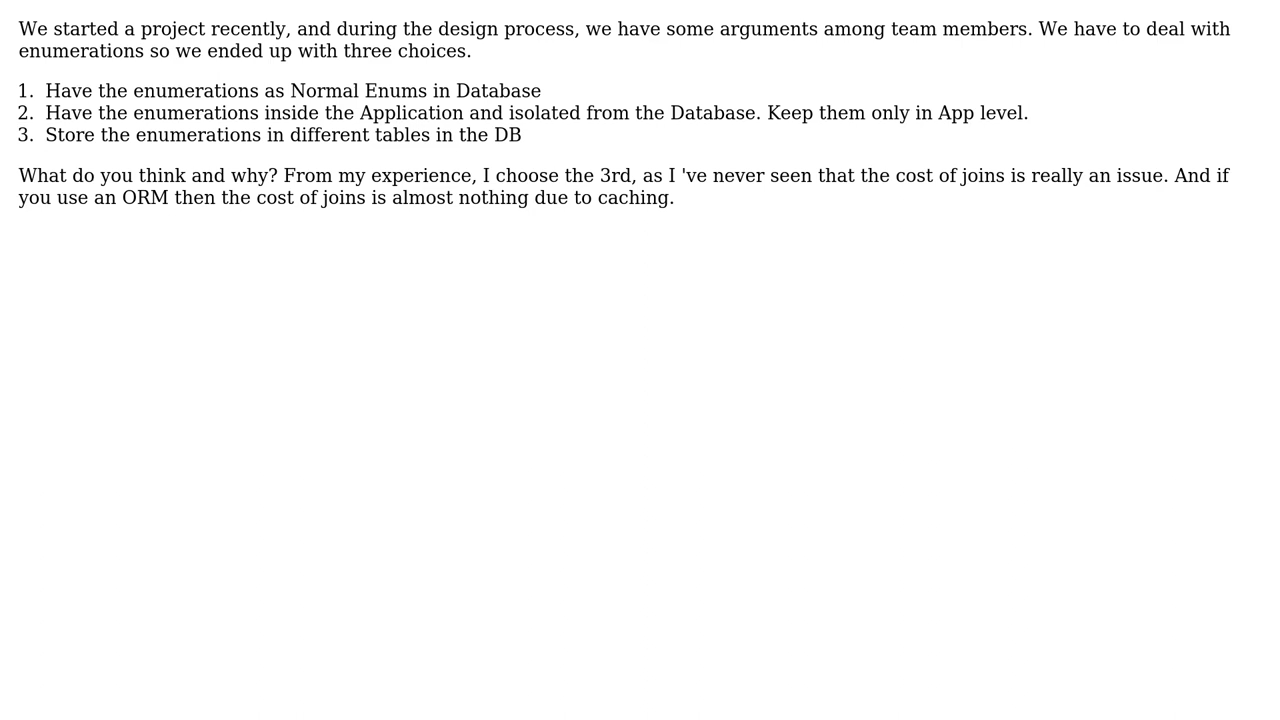 We started a project recently, and during the design process, we have some arguments among team members. We have to deal with
enumerations so we ended up with three choices.
1. Have the enumerations as Normal Enums in Database
2. Have the enumerations inside the Application and isolated from the Database. Keep them only in App level.
3. Store the enumerations in different tables in the DB
What do you think and why? From my experience, I choose the 3rd, as I 've never seen that the cost of joins is really an issue. And if
you use an ORM then the cost of joins is almost nothing due to caching.